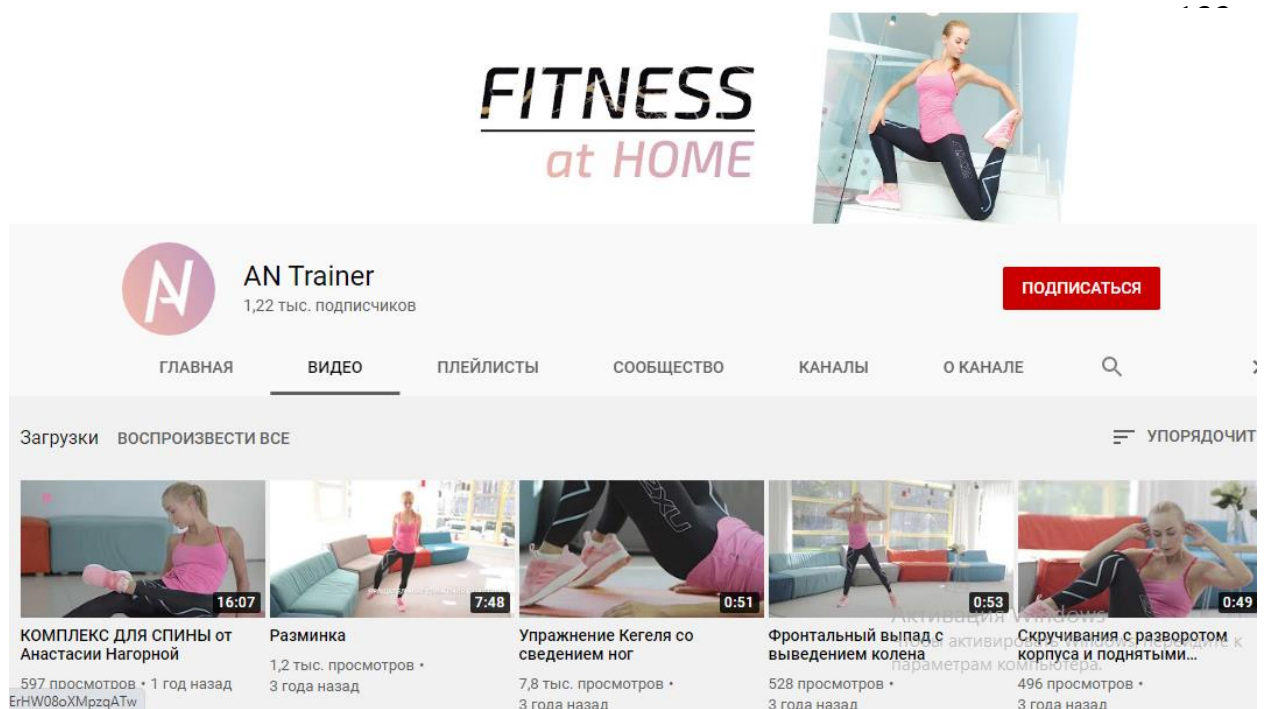 FITNESS
at HOME
AN Trainer
1,22 тыс. подписчиков
ПОДПИСАТЬСЯ
ГЛАВНАЯ ВИДЕО ПЛЕЙЛИСТЫ СООБЩЕСТВО КАНАЛЫ О КАНАЛЕ
Загрузки ВОСПРОИЗВЕСТИ ВСЕ УПОРЯДОЧИТ
16:07 7:48 0:51 0:53 0:49
КОМПЛЕКС ДЛЯ СПИНЫ от
Анастасии Нагорной
597 просмотров • 1 год назад
Разминка
1,2 тыс. просмотров •
3 года назад
Упражнение Кегеля со
сведением ног
7,8 тыс. просмотров •
3 года назад
Фронтальный выпад с
выведением колена
528 просмотров •
3 года назад
Скручивания с разворотом
корпуса и поднятыми...
496 просмотров •
3 года назад
Активация Windows
Чтобы активировать Windows, перейдите к
параметрам компьютера.
ErHW08oXMpzqATw